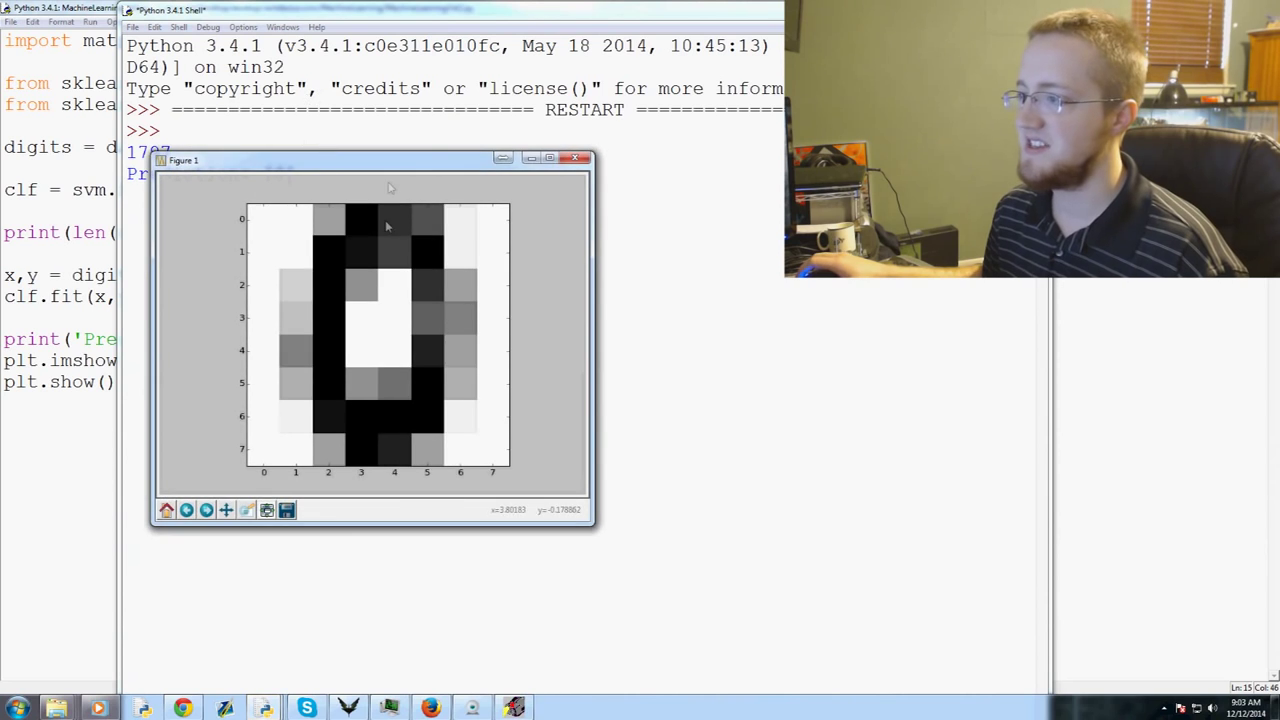 Python 3.4.1: MachineLearnin
*Python 3.4.1 Shell*
File Edit Format Run
File Edit Shell Debug Options Windows Help
import mat
from sklea
from sklea
digits = d
clf = svm.
print(len(
x,y = digi
clf.fit(x,
print('Pre
plt.imshow
plt.show()
Python 3.4.1 (v3.4.1:c0e311e010fc, May 18 2014, 10:45:13)
D64)] on win32
Type "copyright", "credits" or "license()" for more inform
>>> ================================ RESTART =============
>>>
1797
Pr
Figure 1
0
1
2
3
4
5
6
7
0 1 2 3 4 5 6 7
x=3.80183 y=-0.178862
Ln: 15 Col: 46
9:03 AM
12/12/2014